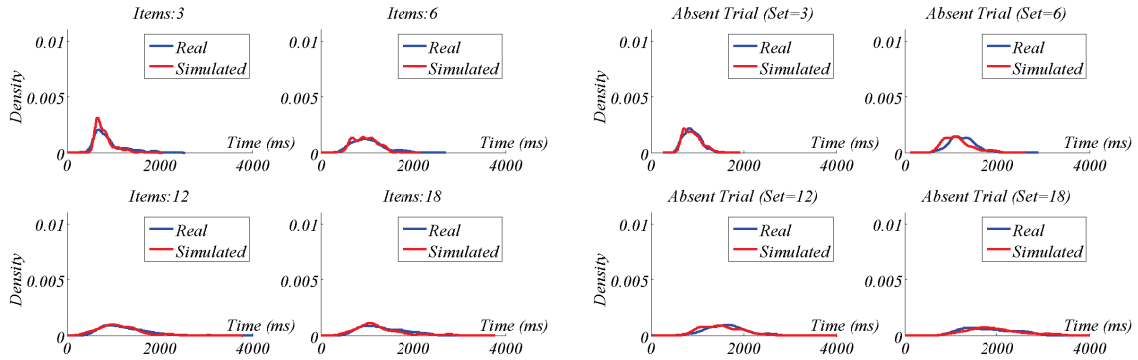 Items:3
0.01
Real
Simulated
Density
0.005
Time (ms)
0
0 2000 4000
Items:6
0.01
Real
Simulated
0.005
Time (ms)
0
0 2000 4000
Absent Trial (Set=3)
0.01
Real
Simulated
Density
0.005
Time (ms)
0
0 2000 4000
Absent Trial (Set=6)
0.01
Real
Simulated
0.005
Time (ms)
0
0 2000 4000
Items:12
0.01
Real
Simulated
Density
0.005
Time (ms)
0
0 2000 4000
Items:18
0.01
Real
Simulated
0.005
Time (ms)
0
0 2000 4000
Absent Trial (Set=12)
0.01
Real
Simulated
Density
0.005
Time (ms)
0
0 2000 4000
Absent Trial (Set=18)
0.01
Real
Simulated
0.005
Time (ms)
0
0 2000 4000